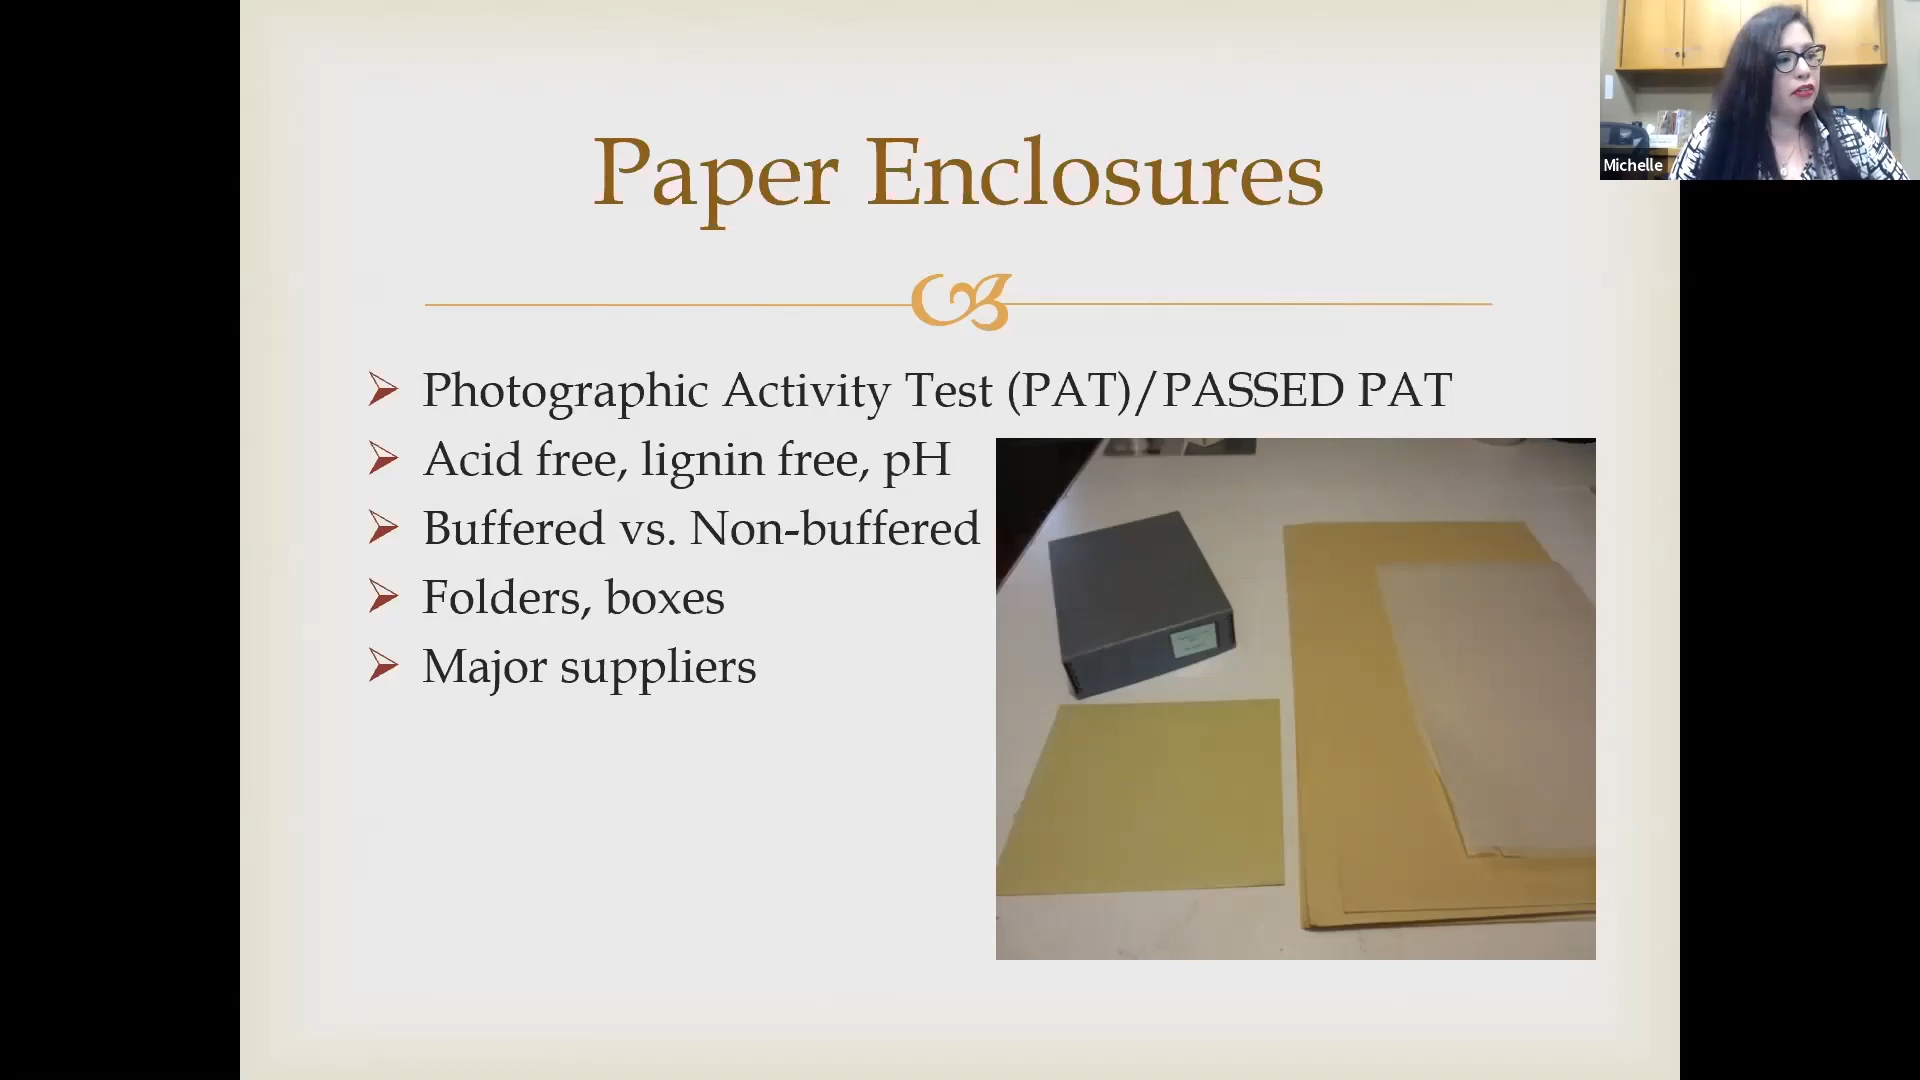 Paper Enclosures
Photographic Activity Test (PAT)/PASSED PAT
Acid free, lignin free, pH
Buffered vs. Non-buffered
Folders, boxes
Major suppliers
Michelle